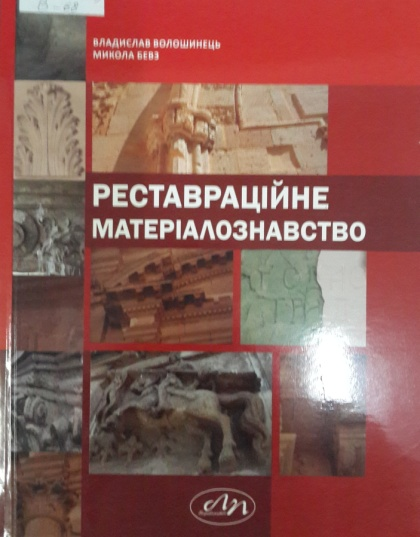 ВЛАДИСЛАВ ВОЛОШИНЕЦЬ
МИКОЛА БЕВЗ
РЕСТАВРАЦІЙНЕ
МАТЕРІАЛОЗНАВСТВО